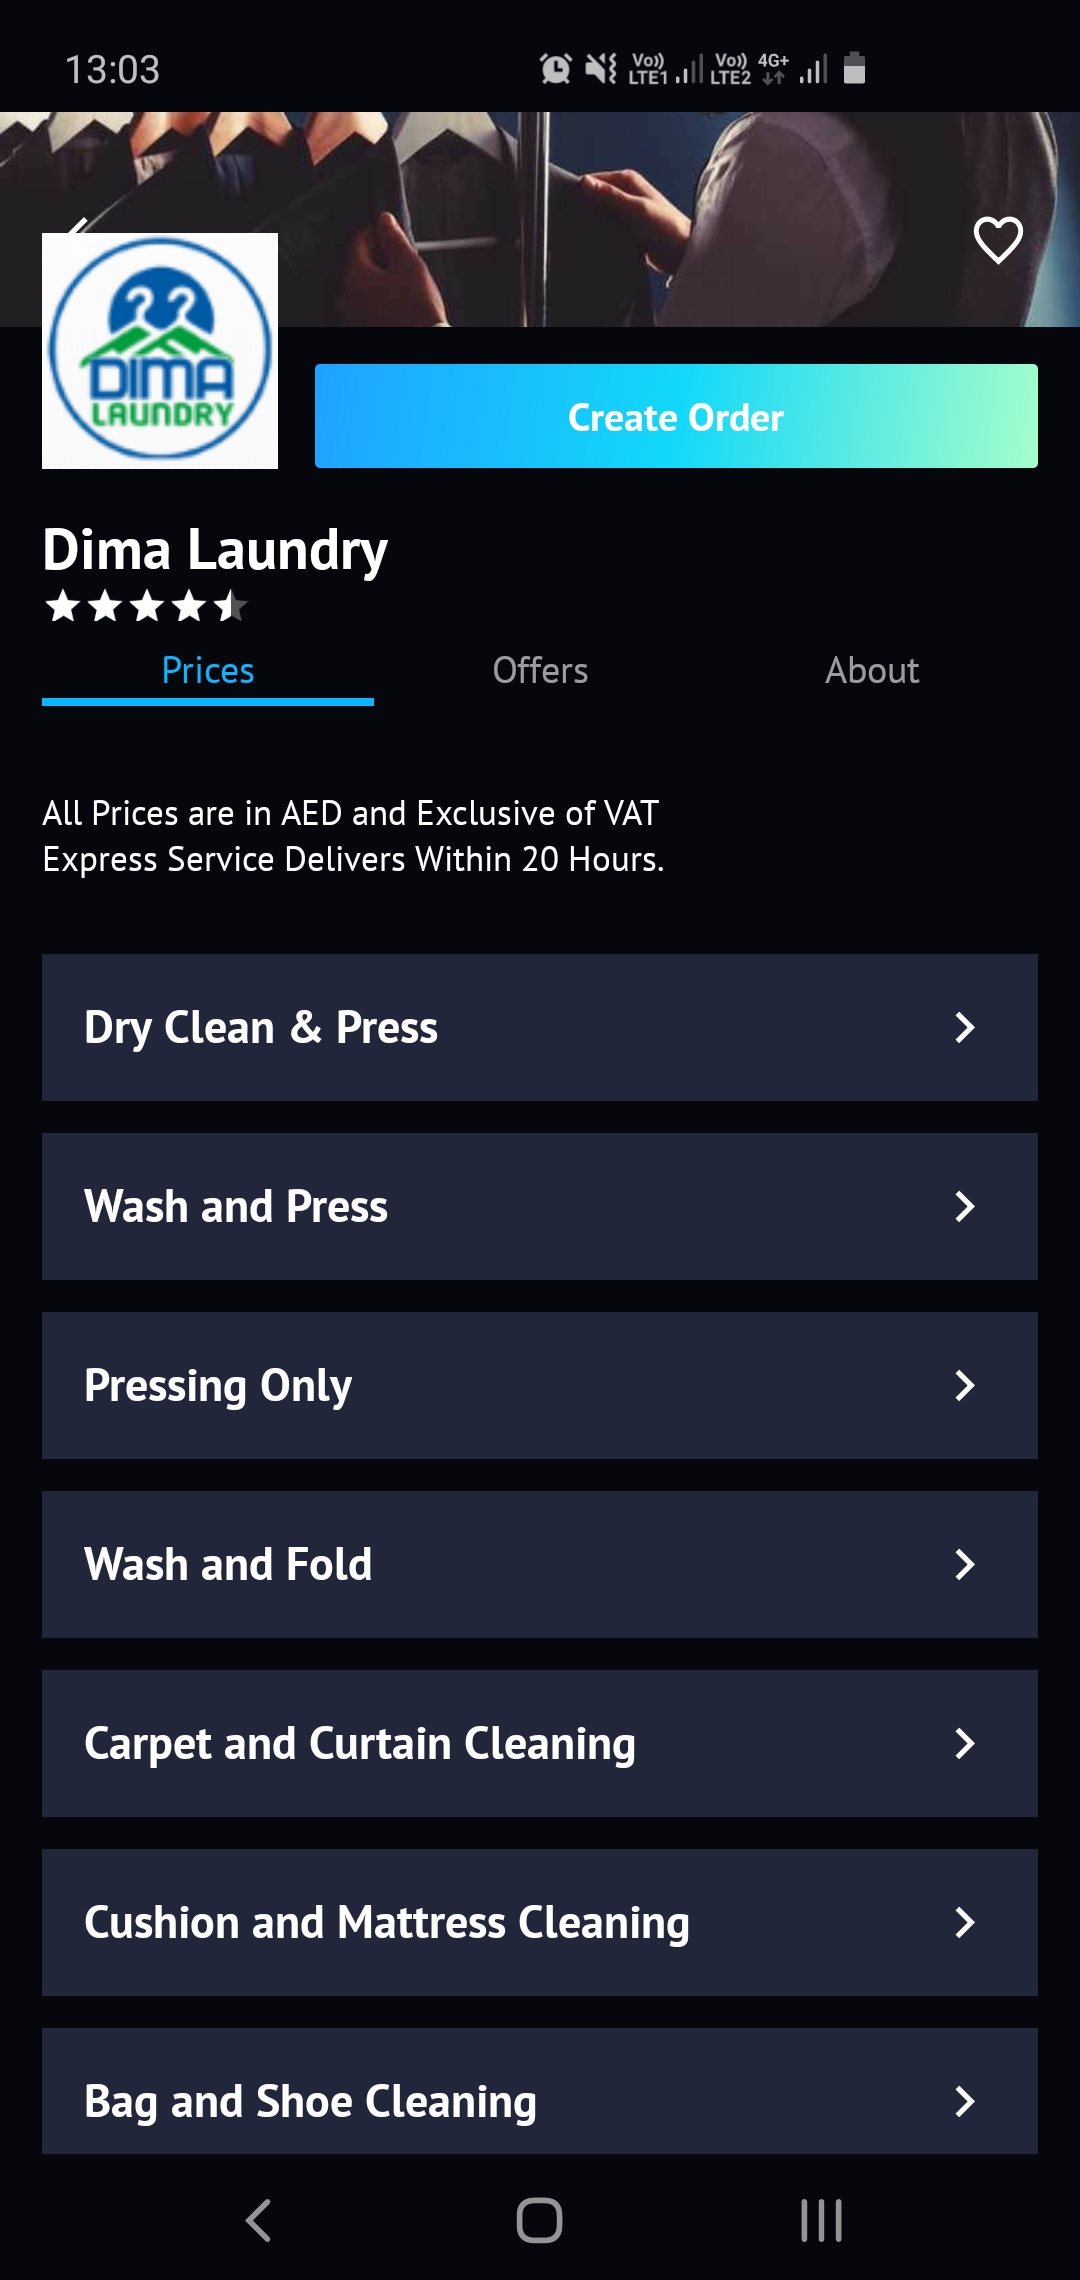 13:03
Vo)) LTE1 Vo)) LTE2 4G+
DIMA
LAUNDRY
Create Order
Dima Laundry
Prices Offers About
All Prices are in AED and Exclusive of VAT
Express Service Delivers Within 20 Hours.
Dry Clean & Press
Wash and Press
Pressing Only
Wash and Fold
Carpet and Curtain Cleaning
Cushion and Mattress Cleaning
Bag and Shoe Cleaning